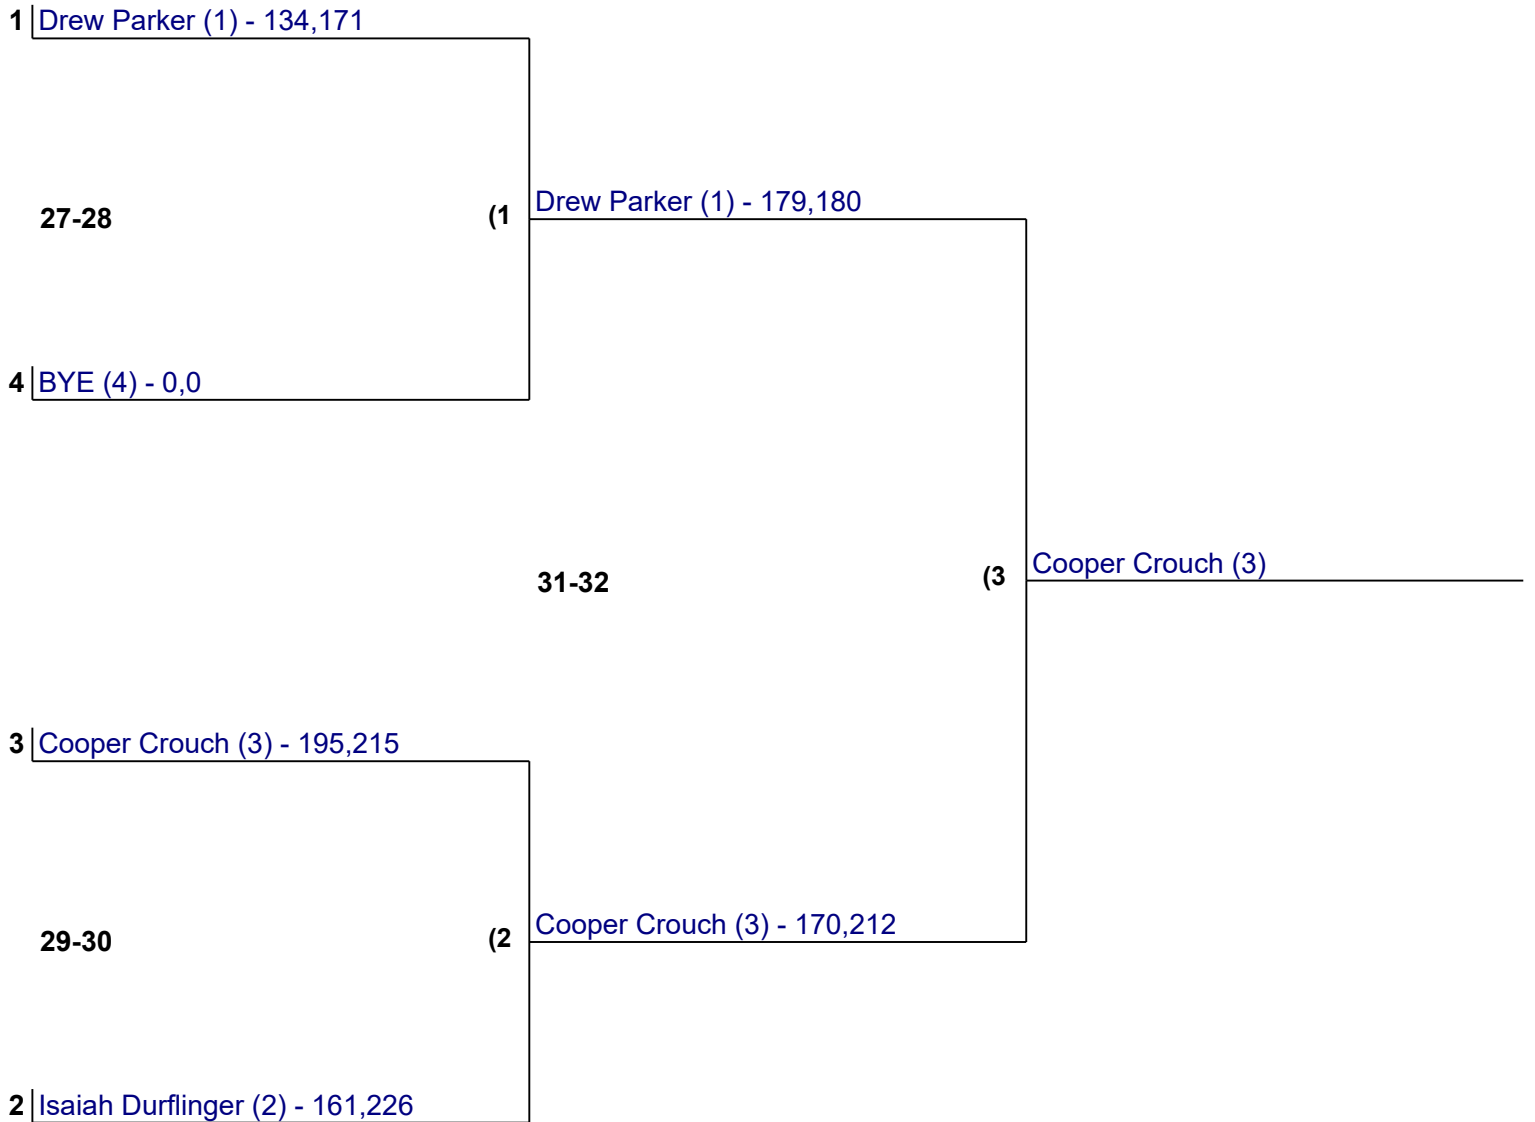 1 Drew Parker (1) - 134,171
Drew Parker (1) - 179,180
27-28 (1
4 BYE (4) - 0,0
Cooper Crouch (3)
31-32 (3
3 Cooper Crouch (3) - 195,215
Cooper Crouch (3) - 170,212
29-30 (2
2 Isaiah Durflinger (2) - 161,226